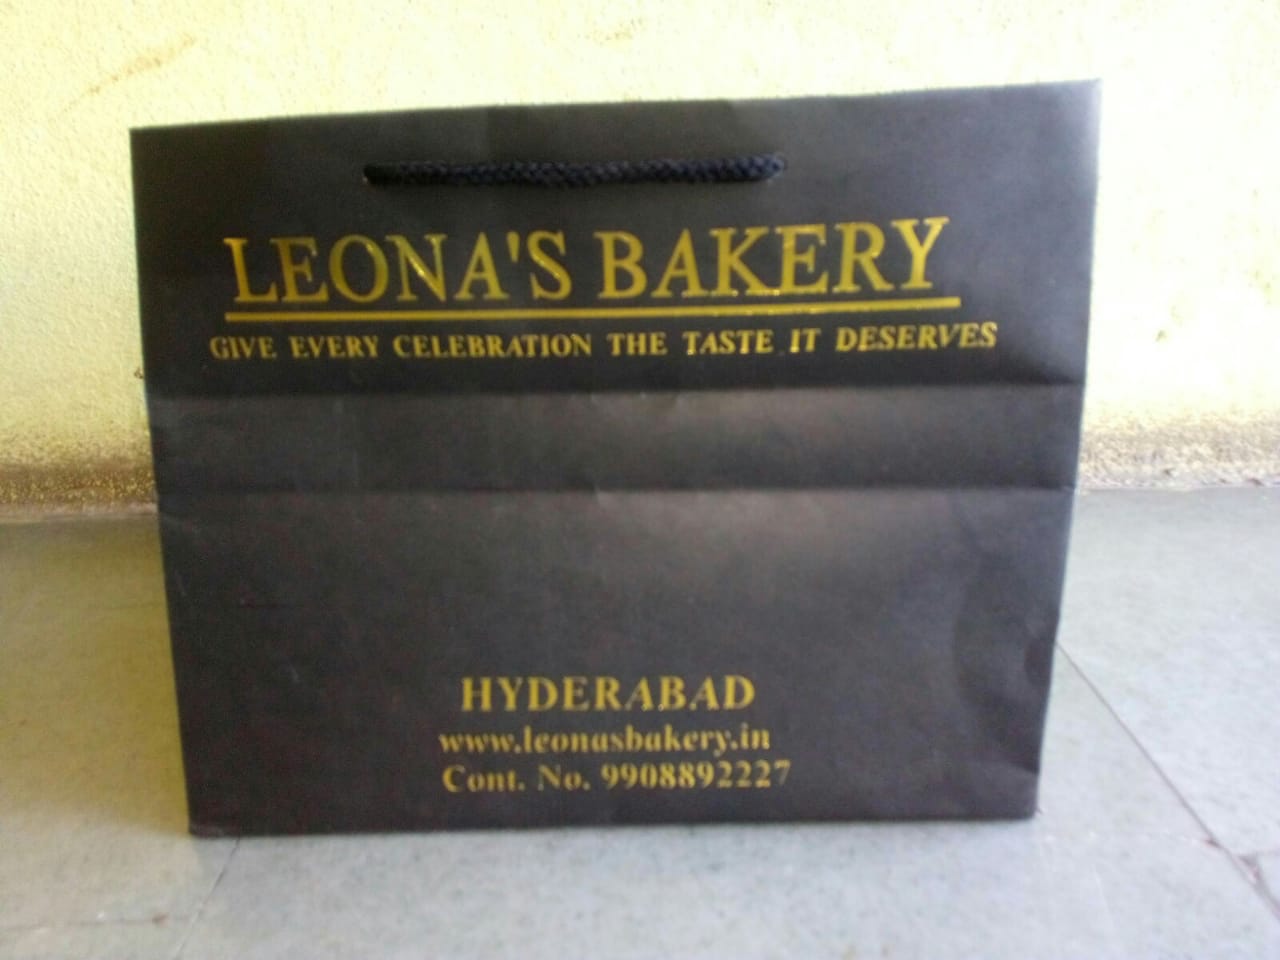 LEONA'S BAKERY
GIVE EVERY CELEBRATION THE TASTE IT DESERVES
HYDERABAD
www.leonasbakery.in
Cont. No. 9908892227